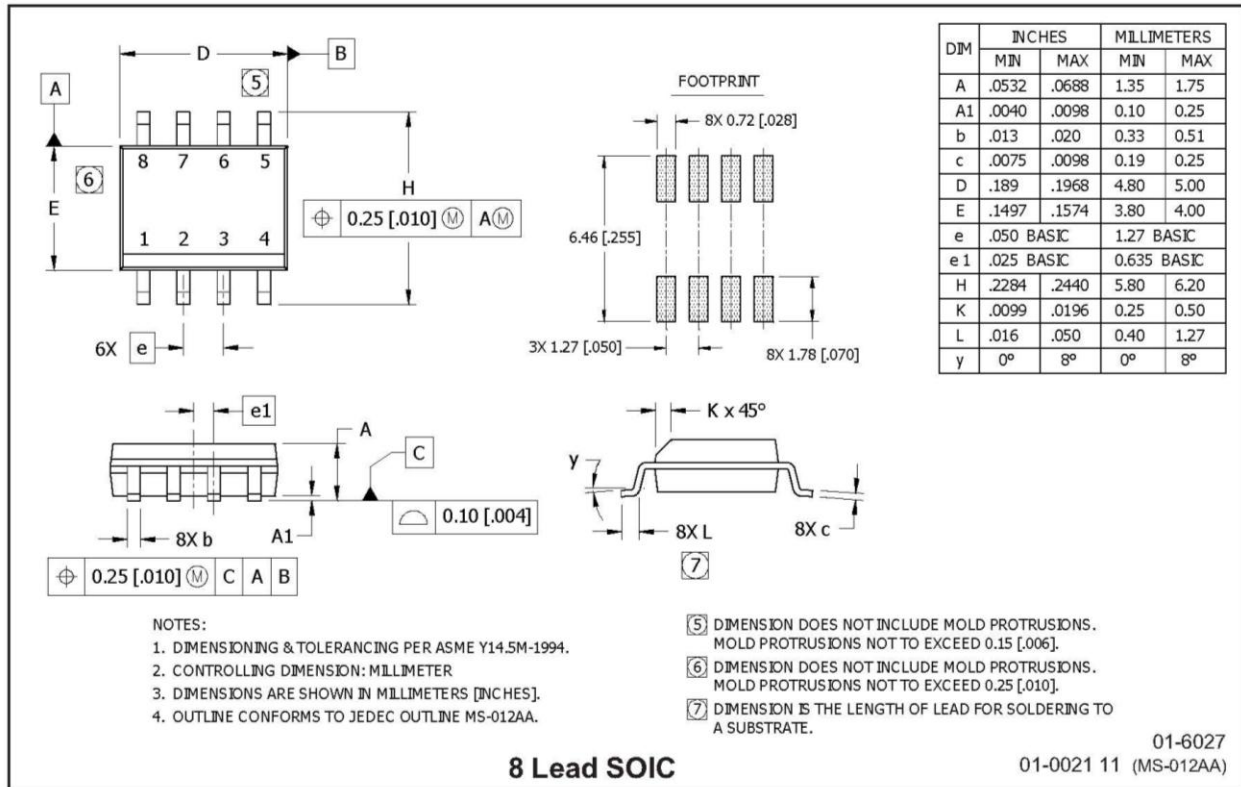 D
B
5
A
8 7 6 5
6
E
H
⌖ 0.25 [.010] Ⓜ AⓂ
1 2 3 4
6X e
FOOTPRINT
8X 0.72 [.028]
6.46 [.255]
3X 1.27 [.050]
8X 1.78 [.070]
DIM INCHES MILLIMETERS
MIN MAX MIN MAX
A .0532 .0688 1.35 1.75
A1 .0040 .0098 0.10 0.25
b .013 .020 0.33 0.51
c .0075 .0098 0.19 0.25
D .189 .1968 4.80 5.00
E .1497 .1574 3.80 4.00
e .050 BASIC 1.27 BASIC
e 1 .025 BASIC 0.635 BASIC
H .2284 .2440 5.80 6.20
K .0099 .0196 0.25 0.50
L .016 .050 0.40 1.27
y 0° 8° 0° 8°
e1
A
C
⌓ 0.10 [.004]
A1
8X b
⌖ 0.25 [.010] Ⓜ C A B
K x 45°
y
8X L
8X c
7
NOTES:
1. DIMENSIONING & TOLERANCING PER ASME Y14.5M-1994.
2. CONTROLLING DIMENSION: MILLIMETER
3. DIMENSIONS ARE SHOWN IN MILLIMETERS [INCHES].
4. OUTLINE CONFORMS TO JEDEC OUTLINE MS-012AA.
5 DIMENSION DOES NOT INCLUDE MOLD PROTRUSIONS.
MOLD PROTRUSIONS NOT TO EXCEED 0.15 [.006].
6 DIMENSION DOES NOT INCLUDE MOLD PROTRUSIONS.
MOLD PROTRUSIONS NOT TO EXCEED 0.25 [.010].
7 DIMENSION IS THE LENGTH OF LEAD FOR SOLDERING TO
A SUBSTRATE.
8 Lead SOIC
01-6027
01-0021 11 (MS-012AA)